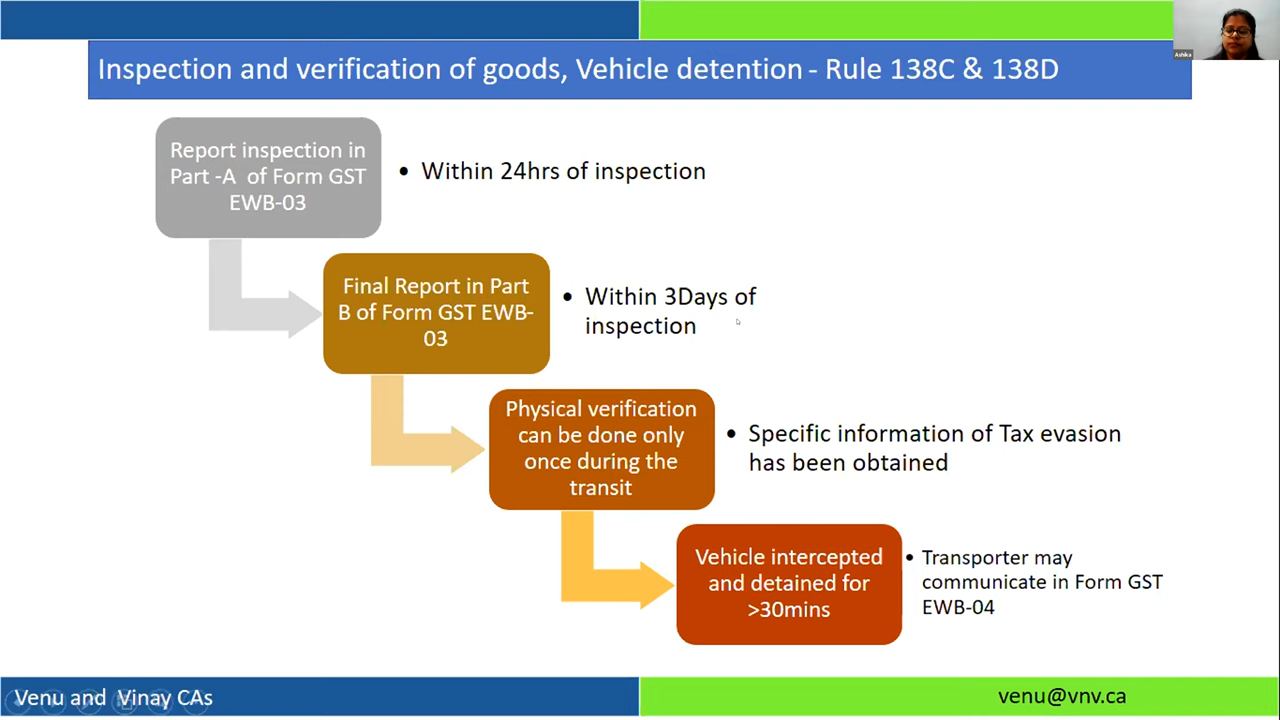 Ashika
Inspection and verification of goods, Vehicle detention - Rule 138C & 138D
Report inspection in
Part -A of Form GST
EWB-03
• Within 24hrs of inspection
Final Report in Part
B of Form GST EWB-
03
• Within 3Days of
inspection
Physical verification
can be done only
once during the
transit
• Specific information of Tax evasion
has been obtained
Vehicle intercepted
and detained for
>30mins
• Transporter may
communicate in Form GST
EWB-04
Venu and Vinay CAs
venu@vnv.ca